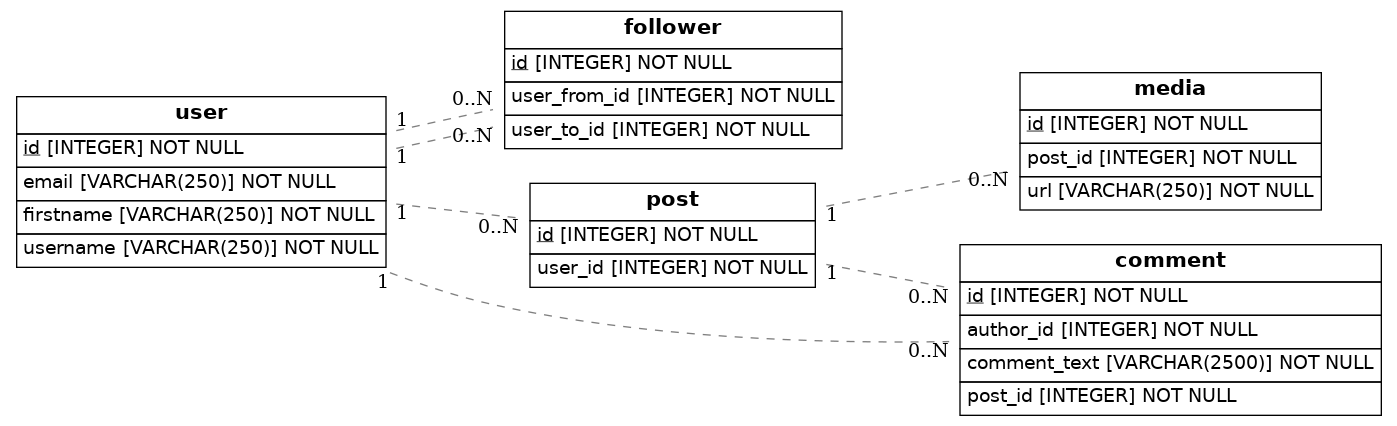 user
id [INTEGER] NOT NULL
email [VARCHAR(250)] NOT NULL
firstname [VARCHAR(250)] NOT NULL
username [VARCHAR(250)] NOT NULL
follower
id [INTEGER] NOT NULL
user_from_id [INTEGER] NOT NULL
user_to_id [INTEGER] NOT NULL
post
id [INTEGER] NOT NULL
user_id [INTEGER] NOT NULL
media
id [INTEGER] NOT NULL
post_id [INTEGER] NOT NULL
url [VARCHAR(250)] NOT NULL
comment
id [INTEGER] NOT NULL
author_id [INTEGER] NOT NULL
comment_text [VARCHAR(2500)] NOT NULL
post_id [INTEGER] NOT NULL
1
0..N
1
0..N
1
0..N
1
0..N
1
0..N
1
0..N